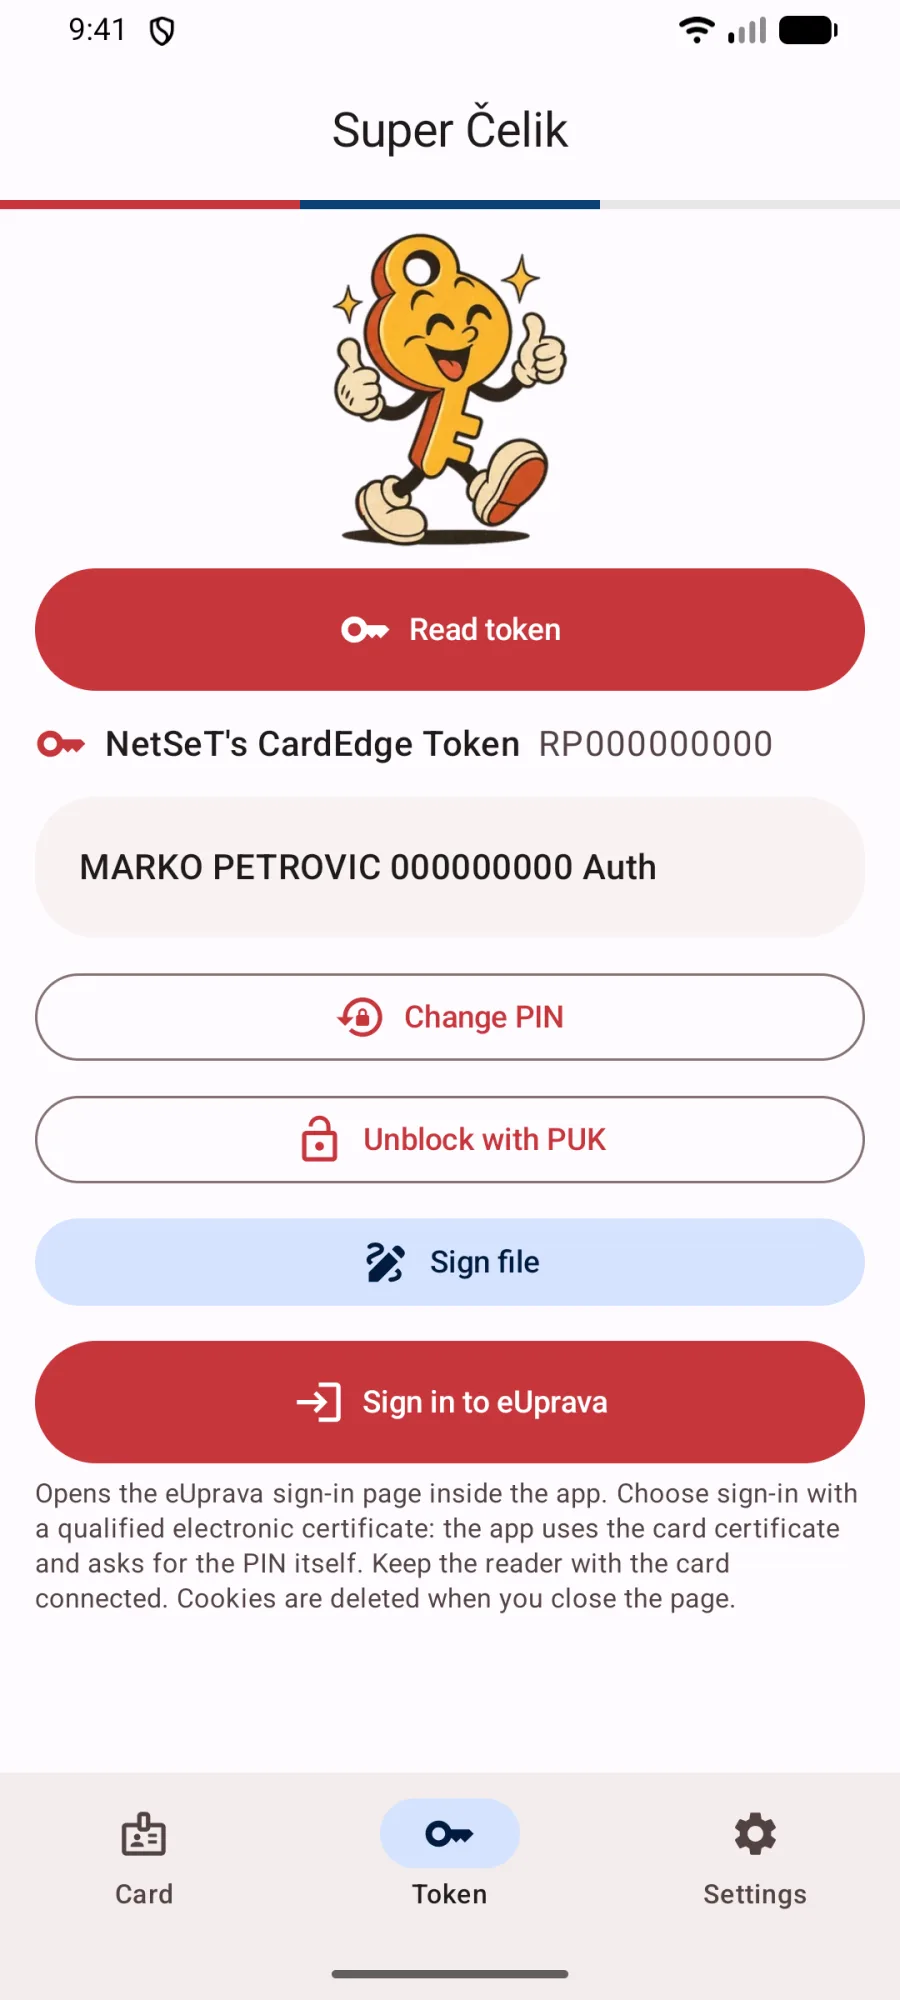 9:41
Super Čelik
Read token
NetSeT's CardEdge Token RP000000000
MARKO PETROVIC 000000000 Auth
Change PIN
Unblock with PUK
Sign file
Sign in to eUprava
Opens the eUprava sign-in page inside the app. Choose sign-in with
a qualified electronic certificate: the app uses the card certificate
and asks for the PIN itself. Keep the reader with the card
connected. Cookies are deleted when you close the page.
Card
Token
Settings